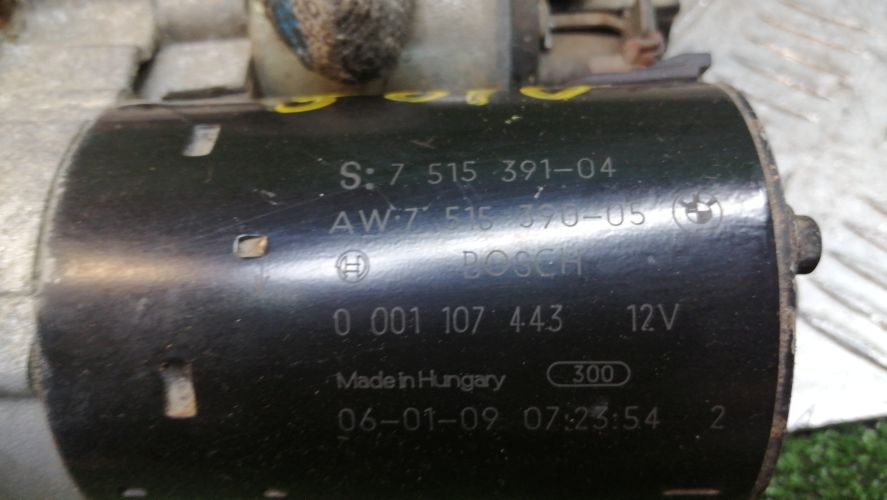 S: 7 515 391-04
AW 7 515 390-05
BOSCH
0 001 107 443 12V
Made in Hungary 300
06-01-09 07:23:54 2